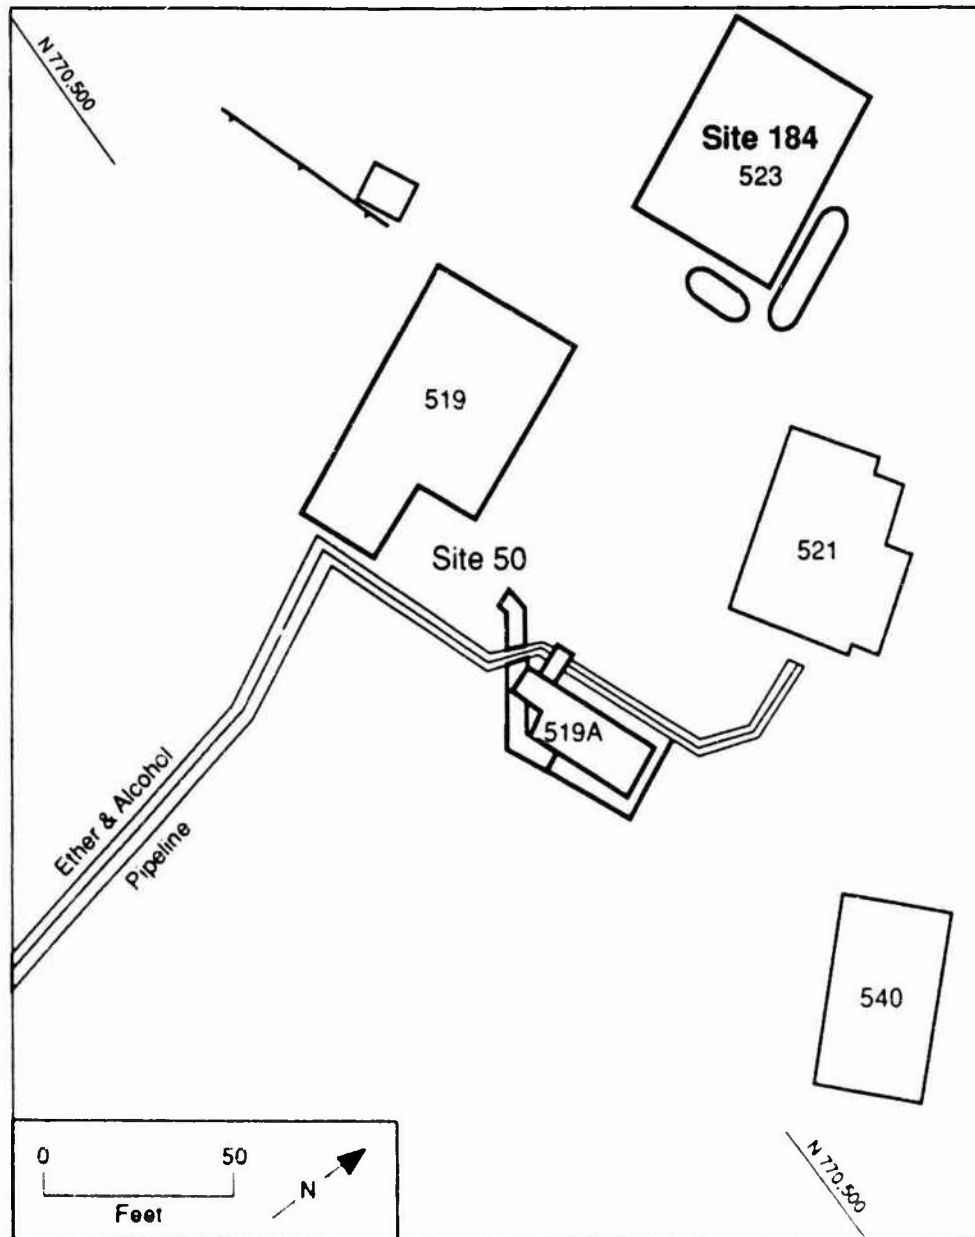 N 770,500
Site 184
523
519
Site 50
521
519A
Ether & Alcohol
Pipeline
540
0 50
Feet
N
N 770,500